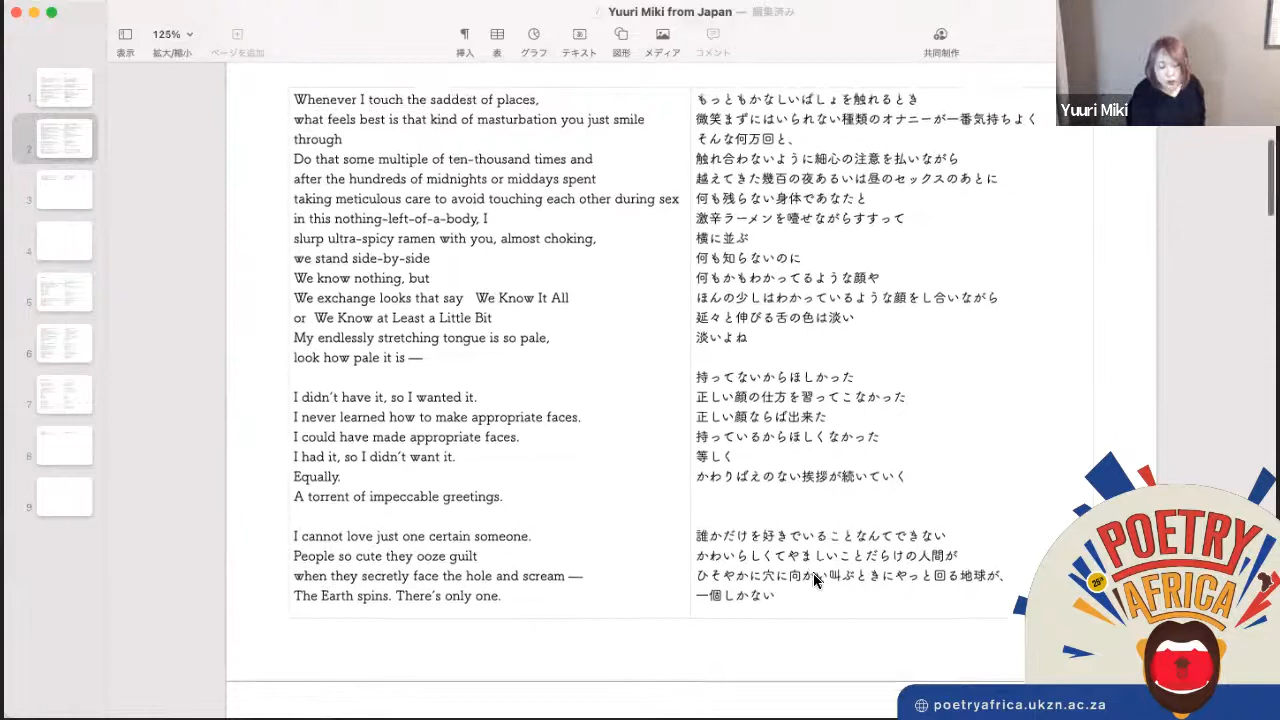 Yuuri Miki from Japan — 編集済み
125%
表示
拡大/縮小
ページを追加
挿入
表
グラフ
テキスト
図形
メディア
コメント
共同制作
Yuuri Miki
1
2
3
4
5
6
7
8
9
Whenever I touch the saddest of places,
what feels best is that kind of masturbation you just smile
through
Do that some multiple of ten-thousand times and
after the hundreds of midnights or middays spent
taking meticulous care to avoid touching each other during sex
in this nothing-left-of-a-body, I
slurp ultra-spicy ramen with you, almost choking,
we stand side-by-side
We know nothing, but
We exchange looks that say We Know It All
or We Know at Least a Little Bit
My endlessly stretching tongue is so pale,
look how pale it is —
I didn't have it, so I wanted it.
I never learned how to make appropriate faces.
I could have made appropriate faces.
I had it, so I didn't want it.
Equally.
A torrent of impeccable greetings.
I cannot love just one certain someone.
People so cute they ooze guilt
when they secretly face the hole and scream —
The Earth spins. There's only one.
もっともかなしいばしょを触れるとき
微笑まずにはいられない種類のオナニーが一番気持ちよく
そんな何万回と、
触れ合わないように細心の注意を払いながら
越えてきた幾百の夜あるいは昼のセックスのあとに
何も残らない身体であなたと
激辛ラーメンを噎せながらすすって
横に並ぶ
何も知らないのに
何もかもわかってるような顔や
ほんの少しはわかっているような顔をし合いながら
延々と伸びる舌の色は淡い
淡いよね
持ってないからほしかった
正しい顔の仕方を習ってこなかった
正しい顔ならば出来た
持っているからほしくなかった
等しく
かわりばえのない挨拶が続いていく
誰かだけを好きでいることなんてできない
かわいらしくてやましいことだらけの人間が
ひそやかに穴に向かい叫ぶときにやっと回る地球が、
一個しかない
POETRY
25th
AFRICA
poetryafrica.ukzn.ac.za